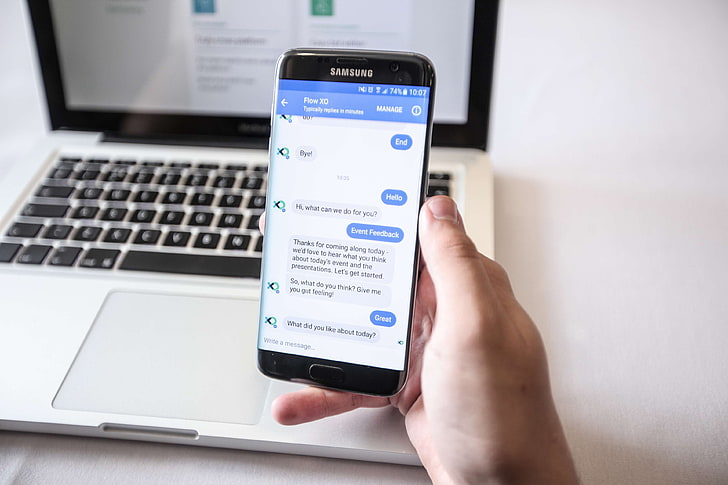 SAMSUNG
74% 10:07
Flow XO
Typically replies in minutes
MANAGE
End
Bye!
Hello
Hi, what can we do for you?
Event Feedback
Thanks for coming along today -
we'd love to hear what you think
about today's event and the
presentations. Let's get started.
So, what do you think? Give me
you gut feeling!
Great
What did you like about today?
Write a message...